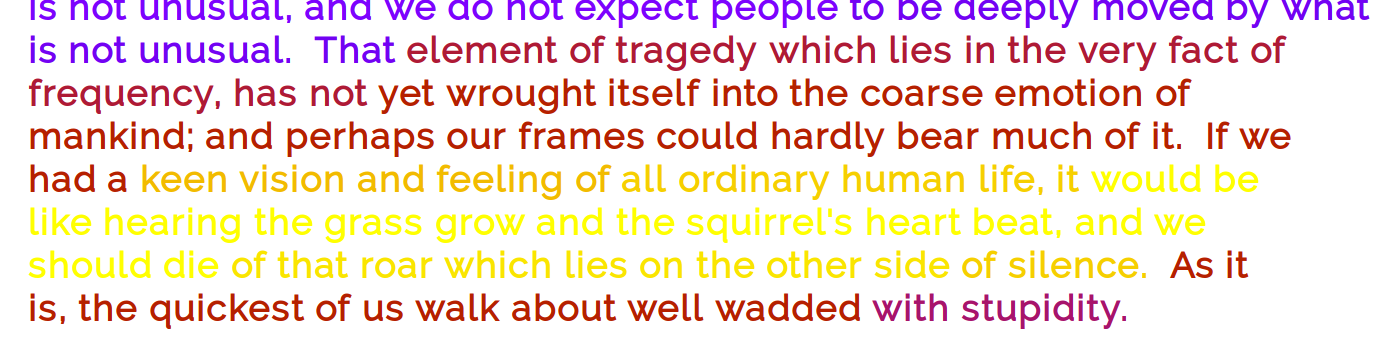 is not unusual, and we do not expect people to be deeply moved by what
is not unusual.  That element of tragedy which lies in the very fact of
frequency, has not yet wrought itself into the coarse emotion of
mankind; and perhaps our frames could hardly bear much of it.  If we
had a keen vision and feeling of all ordinary human life, it would be
like hearing the grass grow and the squirrel's heart beat, and we
should die of that roar which lies on the other side of silence.  As it
is, the quickest of us walk about well wadded with stupidity.